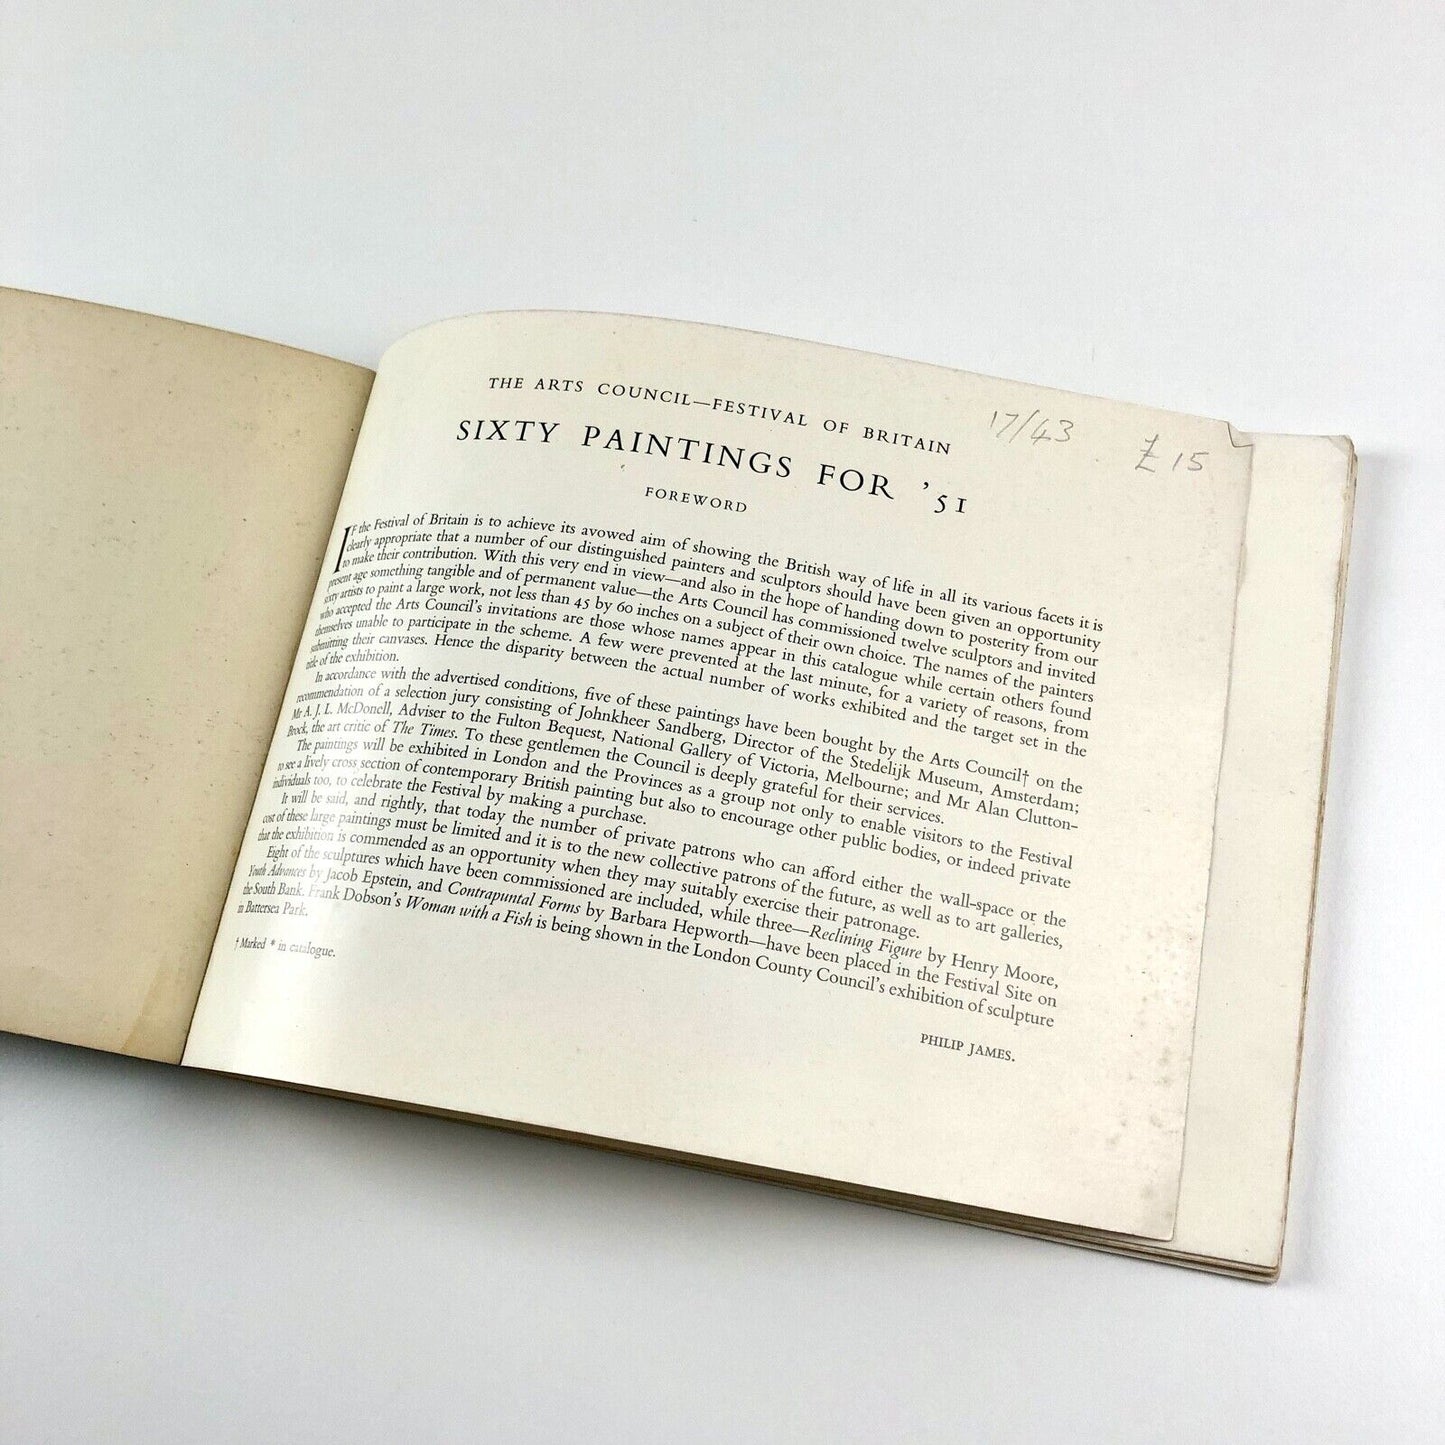 THE ARTS COUNCIL—FESTIVAL OF BRITAIN
17/43
£15
SIXTY PAINTINGS FOR '51
FOREWORD
IF the Festival of Britain is to achieve its avowed aim of showing the British way of life in all its various facets it is
clearly appropriate that a number of our distinguished painters and sculptors should have been given an opportunity
to make their contribution. With this very end in view—and also in the hope of handing down to posterity from our
present age something tangible and of permanent value—the Arts Council has commissioned twelve sculptors and invited
sixty artists to paint a large work, not less than 45 by 60 inches on a subject of their own choice. The names of the painters
who accepted the Arts Council's invitations are those whose names appear in this catalogue while certain others found
themselves unable to participate in the scheme. A few were prevented at the last minute, for a variety of reasons, from
submitting their canvases. Hence the disparity between the actual number of works exhibited and the target set in the
title of the exhibition.
In accordance with the advertised conditions, five of these paintings have been bought by the Arts Council† on the
recommendation of a selection jury consisting of Johnkheer Sandberg, Director of the Stedelijk Museum, Amsterdam;
Mr A. J. L. McDonell, Adviser to the Fulton Bequest, National Gallery of Victoria, Melbourne; and Mr Alan Clutton-
Brock, the art critic of The Times. To these gentlemen the Council is deeply grateful for their services.
The paintings will be exhibited in London and the Provinces as a group not only to enable visitors to the Festival
to see a lively cross section of contemporary British painting but also to encourage other public bodies, or indeed private
individuals too, to celebrate the Festival by making a purchase.
It will be said, and rightly, that today the number of private patrons who can afford either the wall-space or the
cost of these large paintings must be limited and it is to the new collective patrons of the future, as well as to art galleries,
that the exhibition is commended as an opportunity when they may suitably exercise their patronage.
Eight of the sculptures which have been commissioned are included, while three—Reclining Figure by Henry Moore,
Youth Advances by Jacob Epstein, and Contrapuntal Forms by Barbara Hepworth—have been placed in the Festival Site on
the South Bank. Frank Dobson's Woman with a Fish is being shown in the London County Council's exhibition of sculpture
in Battersea Park.
† Marked * in catalogue.
PHILIP JAMES.